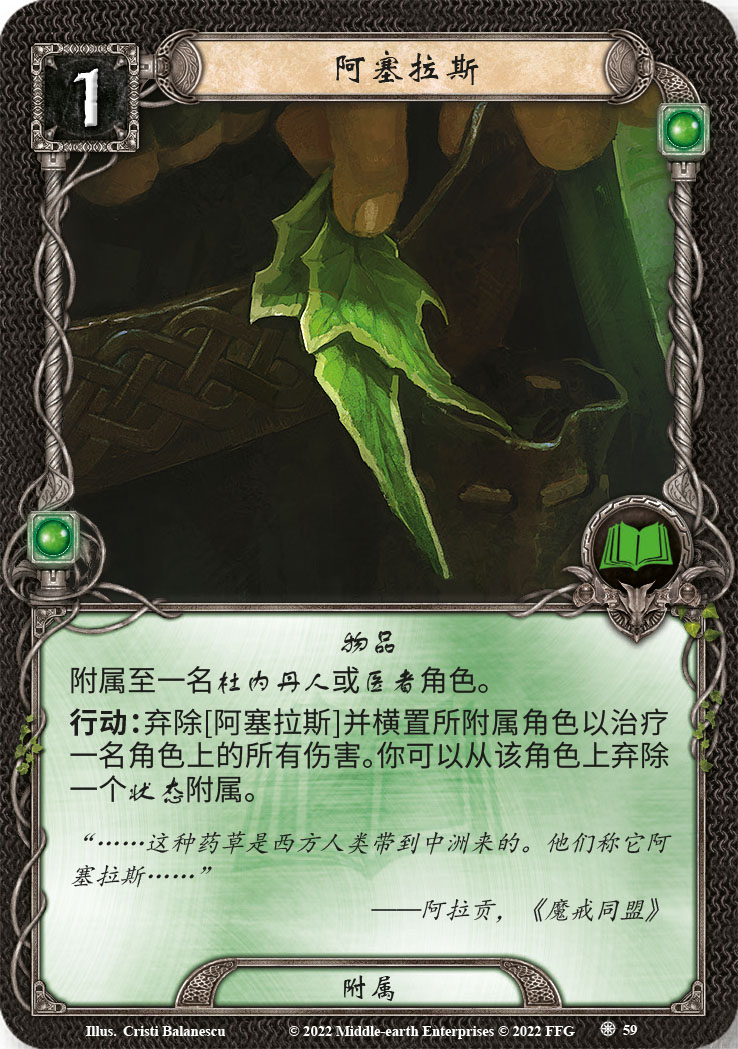 1
阿塞拉斯
物品
附属至一名杜内丹人或医者角色。
行动：弃除[阿塞拉斯]并横置所附属角色以治疗
一名角色上的所有伤害。你可以从该角色上弃除
一个状态附属。
“……这种药草是西方人类带到中洲来的。他们称它阿
塞拉斯……”
——阿拉贡，《魔戒同盟》
附属
Illus. Cristi Balanescu © 2022 Middle-earth Enterprises © 2022 FFG 59